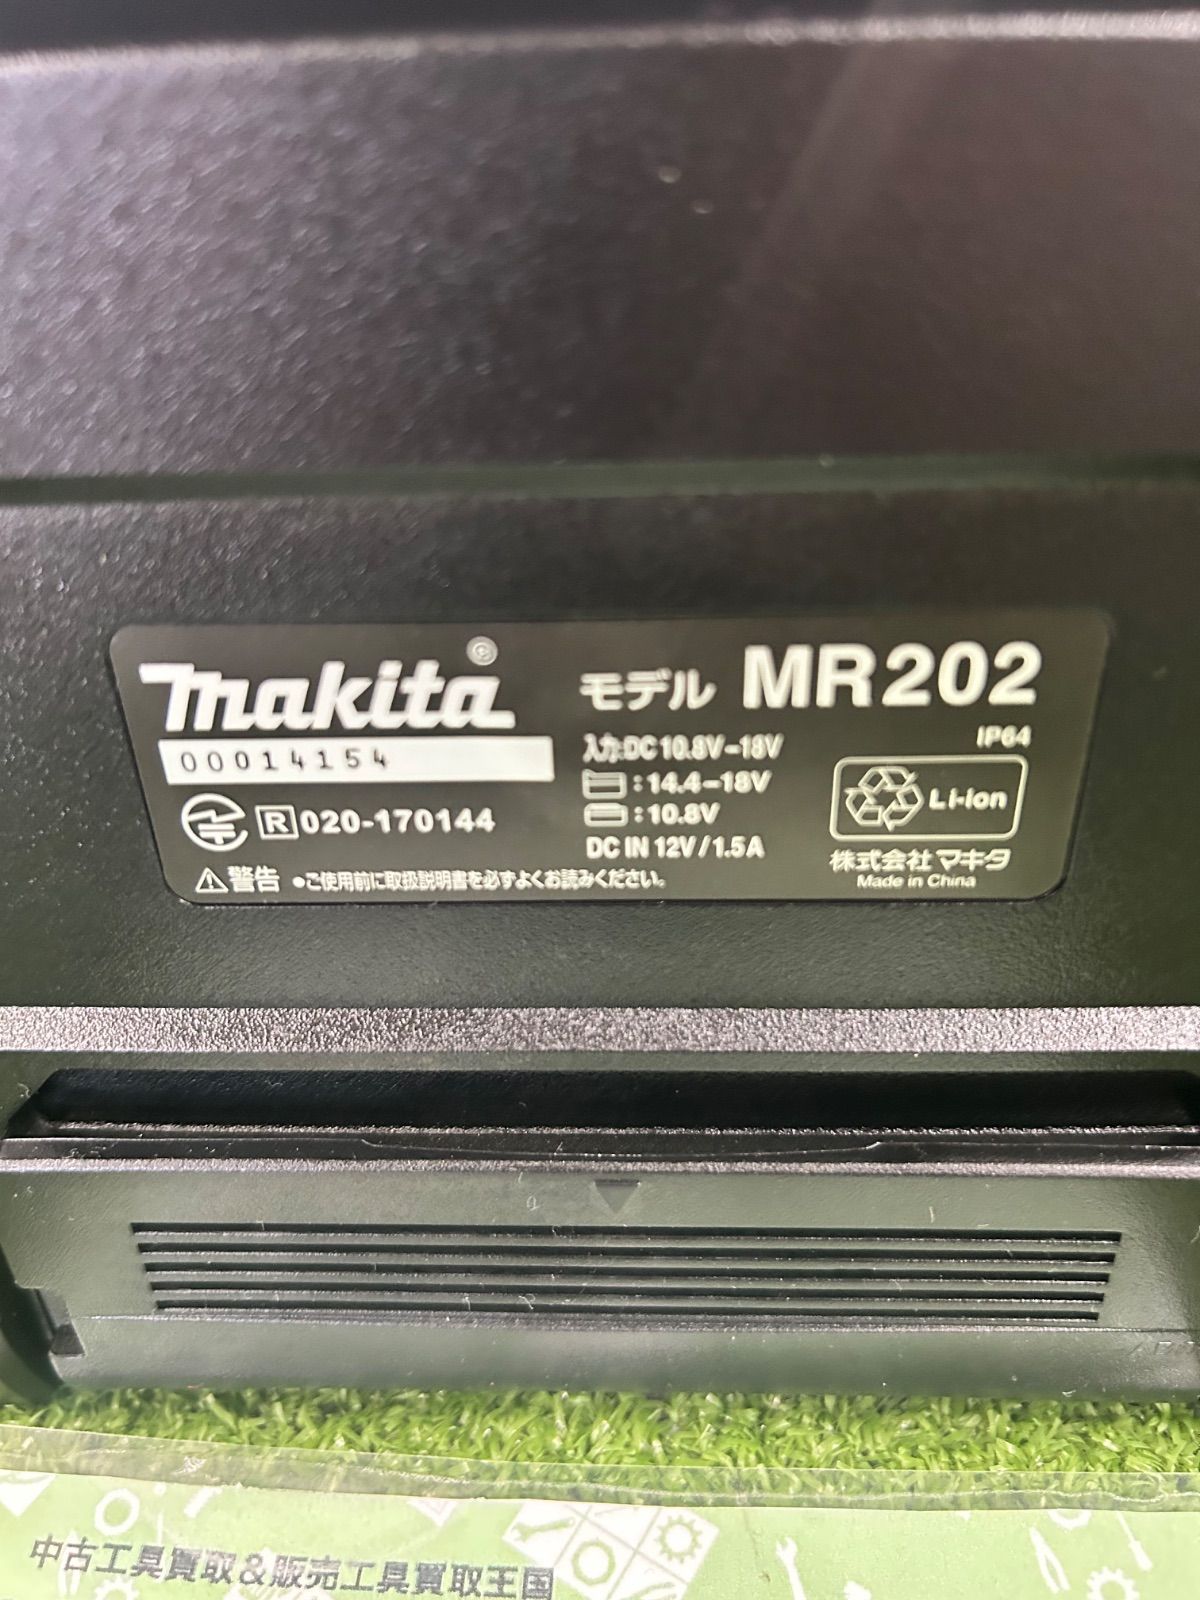 makita®
00014154
R 020-170144
⚠警告 ●ご使用前に取扱説明書を必ずよくお読みください。
モデル MR202
IP64
入力:DC 10.8V-18V
:14.4-18V
:10.8V
DC IN 12V/1.5A
Li-ion
株式会社 マキタ
Made in China
中古工具買取&販売工具買取王国